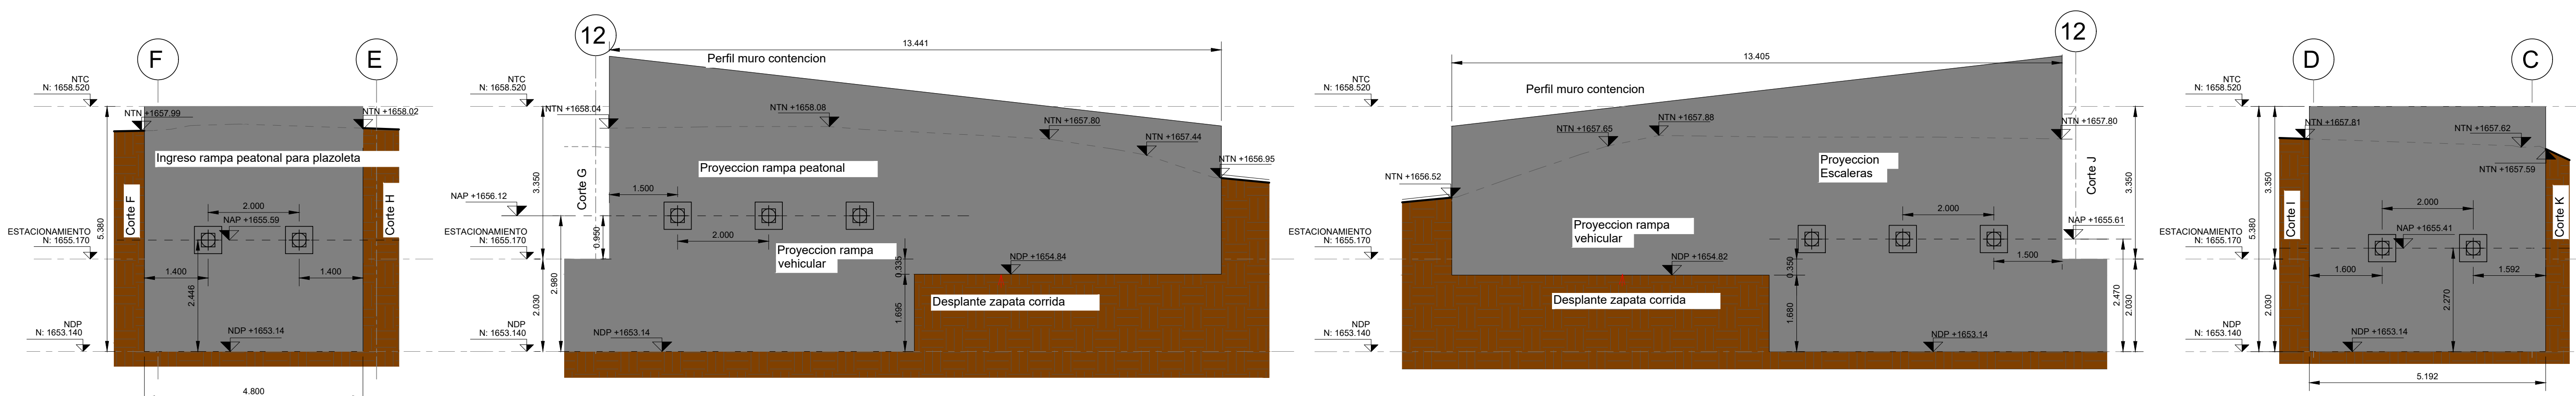 F
E
NTC
N: 1658.520
NTN +1657.99
NTN +1658.02
Ingreso rampa peatonal para plazoleta
Corte F
Corte H
5.380
2.000
NAP +1655.59
ESTACIONAMIENTO
N: 1655.170
1.400
1.400
2.446
NDP
N: 1653.140
NDP +1653.14
4.800
12
13.441
Perfil muro contencion
NTC
N: 1658.520
NTN +1658.04
NTN +1658.08
NTN +1657.80
NTN +1657.44
NTN +1656.95
Proyeccion rampa peatonal
Corte G
3.350
1.500
NAP +1656.12
0.950
2.000
ESTACIONAMIENTO
N: 1655.170
Proyeccion rampa
vehicular
0.335
NDP +1654.84
2.980
2.030
Desplante zapata corrida
1.695
NDP
N: 1653.140
NDP +1653.14
12
13.405
Perfil muro contencion
NTC
N: 1658.520
NTN +1657.65
NTN +1657.88
NTN +1657.80
NTN +1656.52
Proyeccion
Escaleras
Corte J
3.350
Proyeccion rampa
vehicular
2.000
NAP +1655.61
ESTACIONAMIENTO
N: 1655.170
0.350
1.500
NDP +1654.82
Desplante zapata corrida
1.680
2.470
2.030
NDP
N: 1653.140
NDP +1653.14
D
C
NTC
N: 1658.520
NTN +1657.81
NTN +1657.62
NTN +1657.59
3.350
5.380
Corte I
Corte K
2.000
NAP +1655.41
ESTACIONAMIENTO
N: 1655.170
1.600
1.592
2.270
2.030
NDP
N: 1653.140
NDP +1653.14
5.192